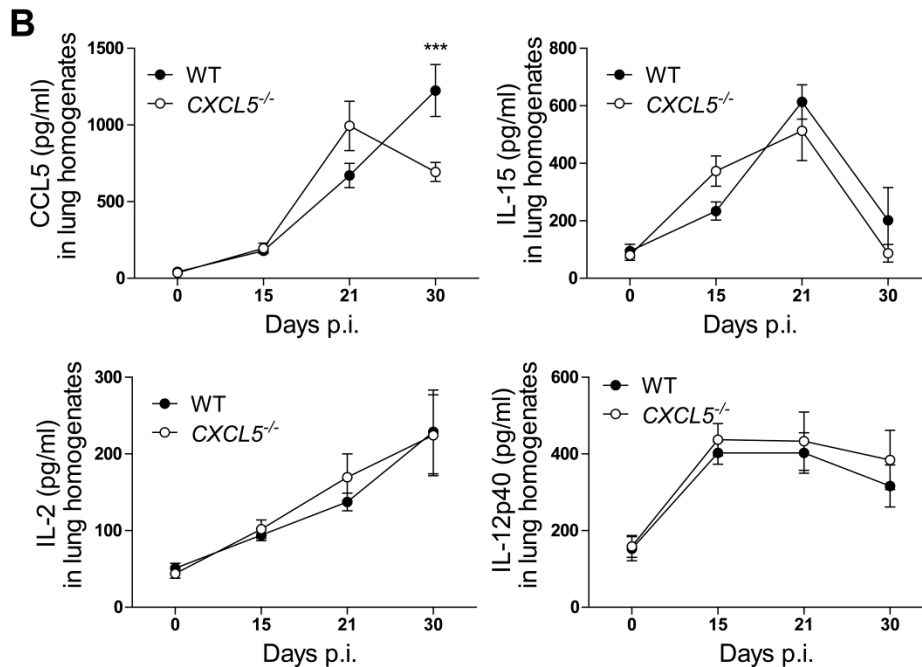 B
CCL5 (pg/ml)
in lung homogenates
1500
1000
500
0
WT
CXCL5-/-
***
0 15 21 30
Days p.i.
IL-15 (pg/ml)
in lung homogenates
800
600
400
200
0
WT
CXCL5-/-
0 15 21 30
Days p.i.
IL-2 (pg/ml)
in lung homogenates
300
200
100
0
WT
CXCL5-/-
0 15 21 30
Days p.i.
IL-12p40 (pg/ml)
in lung homogenates
600
400
200
0
WT
CXCL5-/-
0 15 21 30
Days p.i.